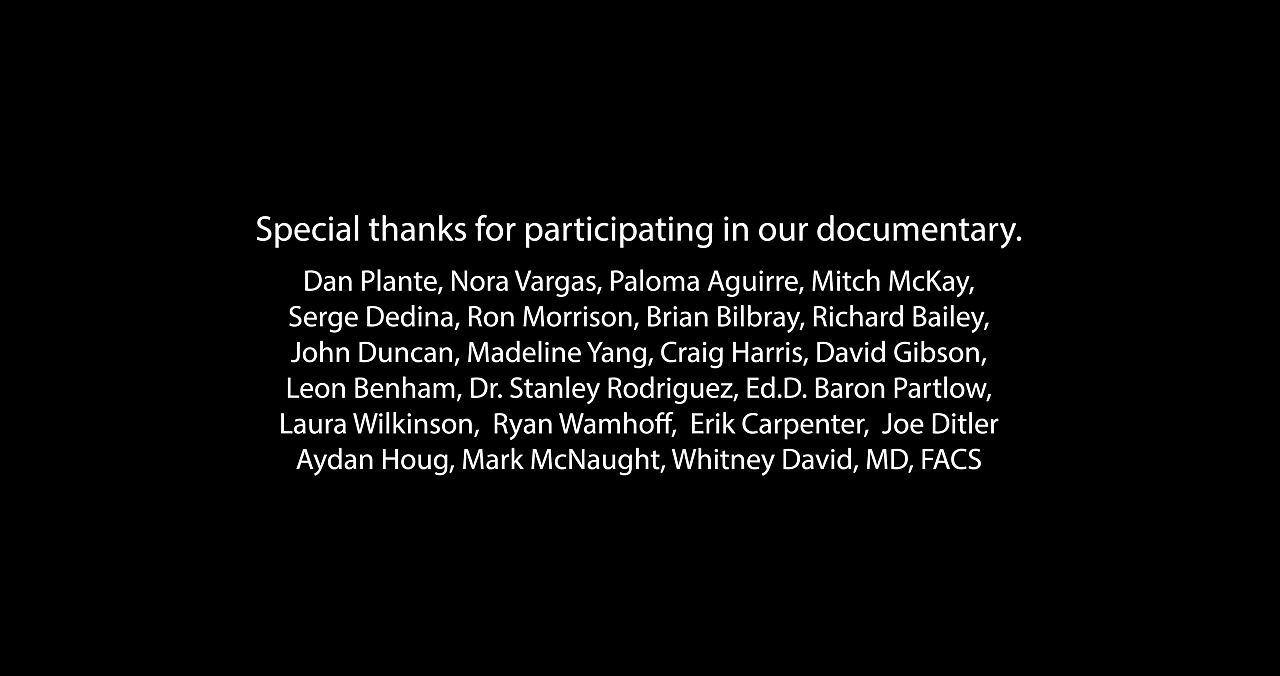 Special thanks for participating in our documentary.
Dan Plante, Nora Vargas, Paloma Aguirre, Mitch McKay,
Serge Dedina, Ron Morrison, Brian Bilbray, Richard Bailey,
John Duncan, Madeline Yang, Craig Harris, David Gibson,
Leon Benham, Dr. Stanley Rodriguez, Ed.D. Baron Partlow,
Laura Wilkinson,  Ryan Wamhoff,  Erik Carpenter,  Joe Ditler
Aydan Houg, Mark McNaught, Whitney David, MD, FACS